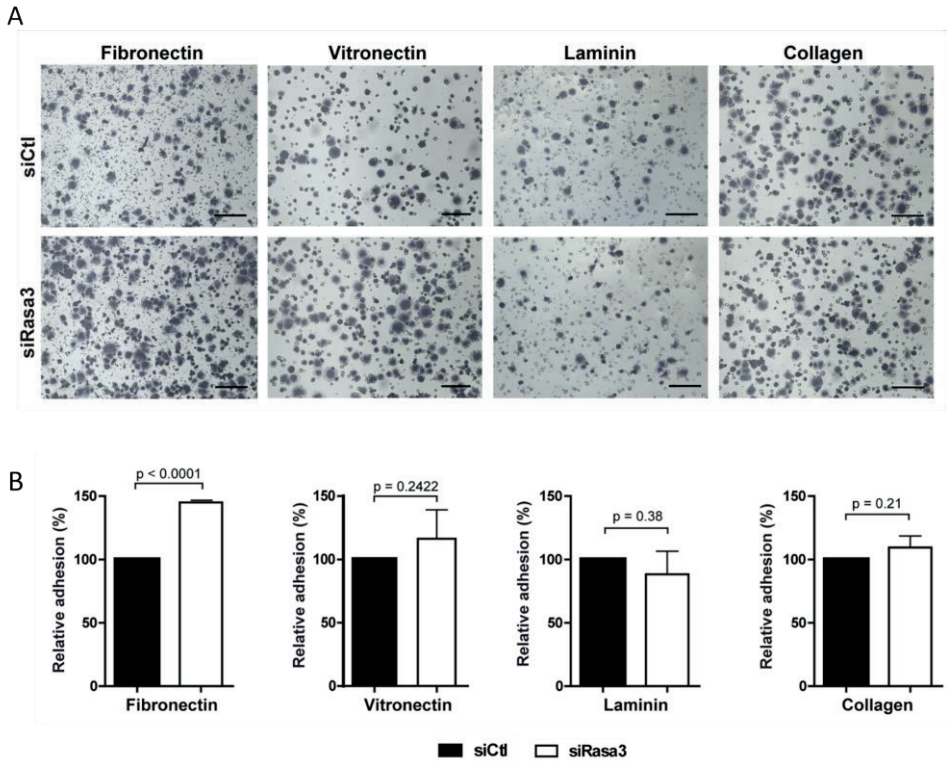 A
Fibronectin Vitronectin Laminin Collagen
siCtl
siRasa3
B
p < 0.0001
150
100
50
0
Relative adhesion (%)
Fibronectin
p = 0.2422
150
100
50
0
Relative adhesion (%)
Vitronectin
p = 0.38
150
100
50
0
Relative adhesion (%)
Laminin
p = 0.21
150
100
50
0
Relative adhesion (%)
Collagen
siCtl siRasa3